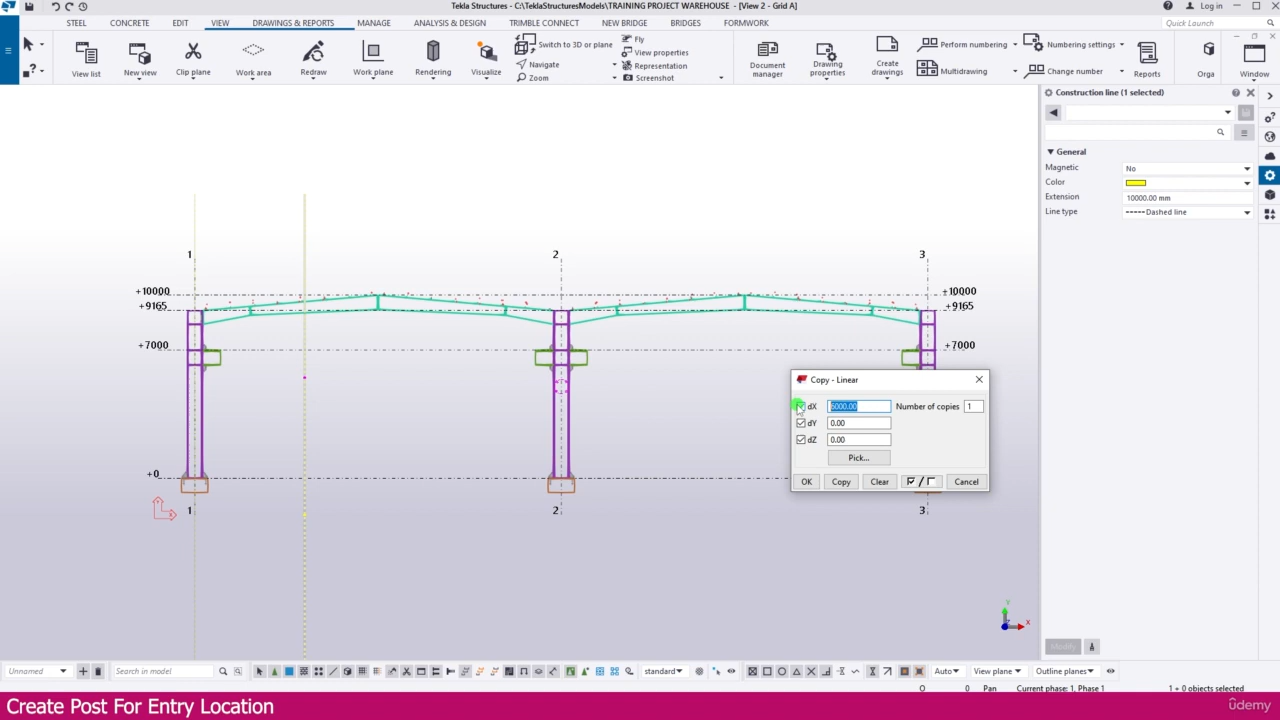 Tekla Structures - C:\TeklaStructuresModels\TRAINING PROJECT WAREHOUSE - [View 2 - Grid A]
Log in
STEEL CONCRETE EDIT VIEW DRAWINGS & REPORTS MANAGE ANALYSIS & DESIGN TRIMBLE CONNECT NEW BRIDGE BRIDGES FORMWORK
Quick Launch
View list
New view
Clip plane
Work area
Redraw
Work plane
Rendering
Visualize
Switch to 3D or plane
Navigate
Zoom
Fly
View properties
Representation
Screenshot
Document manager
Drawing properties
Create drawings
Perform numbering
Multidrawing
Numbering settings
Change number
Reports
Orga
Window
Construction line (1 selected)
General
Magnetic No
Color
Extension 10000.00 mm
Line type Dashed line
1 2 3
+10000 +10000
+9165 +9165
+7000 +7000
+0
1 2 3
Copy - Linear
dX 6000.00 Number of copies 1
dY 0.00
dZ 0.00
Pick...
OK Copy Clear / Cancel
Y
X
Modify
Unnamed Search in model standard Auto View plane Outline planes
O 0 Pan Current phase: 1, Phase 1 1 + 0 objects selected
Create Post For Entry Location
ûdemy